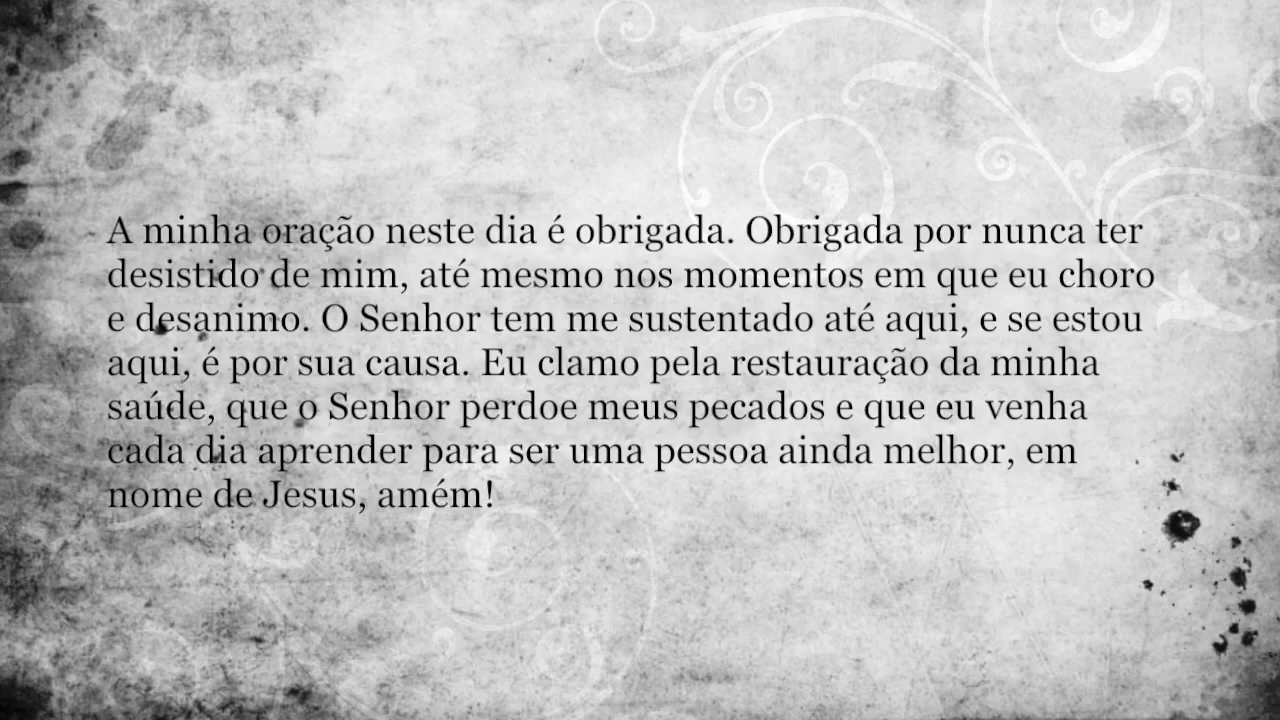 A minha oração neste dia é obrigada. Obrigada por nunca ter
desistido de mim, até mesmo nos momentos em que eu choro
e desanimo. O Senhor tem me sustentado até aqui, e se estou
aqui, é por sua causa. Eu clamo pela restauração da minha
saúde, que o Senhor perdoe meus pecados e que eu venha
cada dia aprender para ser uma pessoa ainda melhor, em
nome de Jesus, amém!